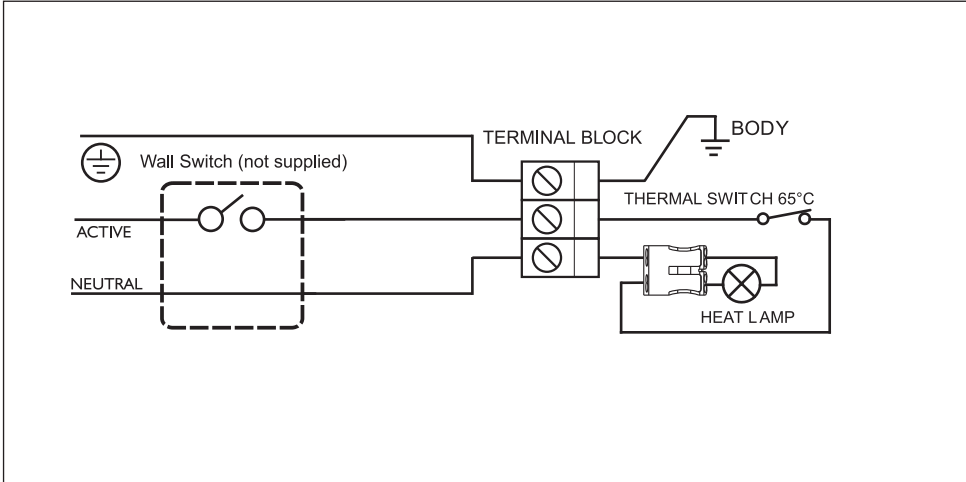 TERMINAL BLOCK
BODY
Wall Switch (not supplied)
THERMAL SWITCH 65°C
ACTIVE
NEUTRAL
HEAT LAMP